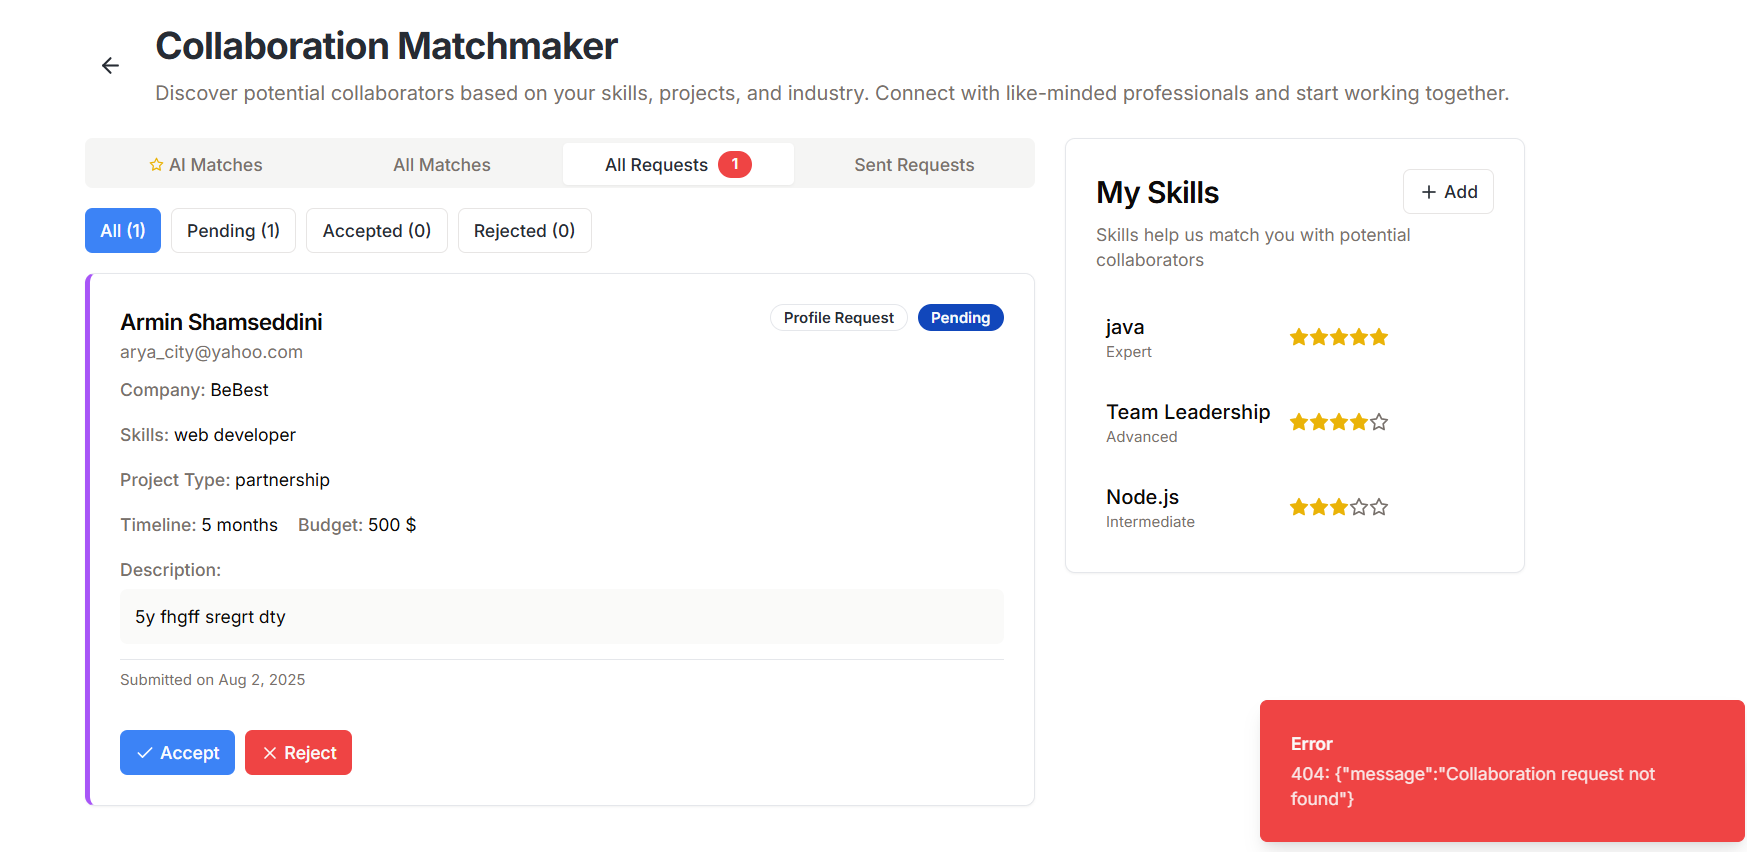 Collaboration Matchmaker
Discover potential collaborators based on your skills, projects, and industry. Connect with like-minded professionals and start working together.
AI Matches
All Matches
All Requests 1
Sent Requests
All (1)
Pending (1)
Accepted (0)
Rejected (0)
Armin Shamseddini
Profile Request
Pending
arya_city@yahoo.com
Company: BeBest
Skills: web developer
Project Type: partnership
Timeline: 5 months Budget: 500 $
Description:
5y fhgff sregrt dty
Submitted on Aug 2, 2025
Accept
Reject
My Skills
+ Add
Skills help us match you with potential
collaborators
java
Expert
Team Leadership
Advanced
Node.js
Intermediate
Error
404: {"message":"Collaboration request not
found"}